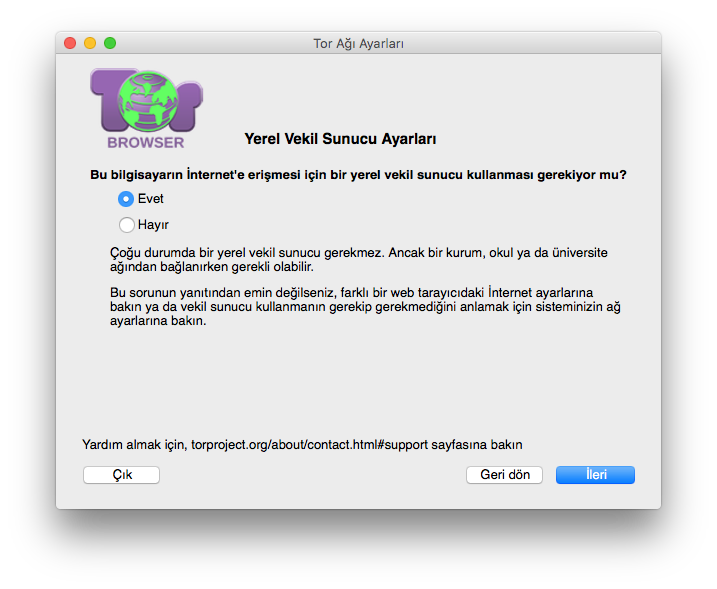 Tor Ağı Ayarları
Tor
BROWSER
Yerel Vekil Sunucu Ayarları
Bu bilgisayarın İnternet'e erişmesi için bir yerel vekil sunucu kullanması gerekiyor mu?
Evet
Hayır
Çoğu durumda bir yerel vekil sunucu gerekmez. Ancak bir kurum, okul ya da üniversite
ağından bağlanırken gerekli olabilir.
Bu sorunun yanıtından emin değilseniz, farklı bir web tarayıcıdaki İnternet ayarlarına
bakın ya da vekil sunucu kullanmanın gerekip gerekmediğini anlamak için sisteminizin ağ
ayarlarına bakın.
Yardım almak için, torproject.org/about/contact.html#support sayfasına bakın
Çık
Geri dön
İleri